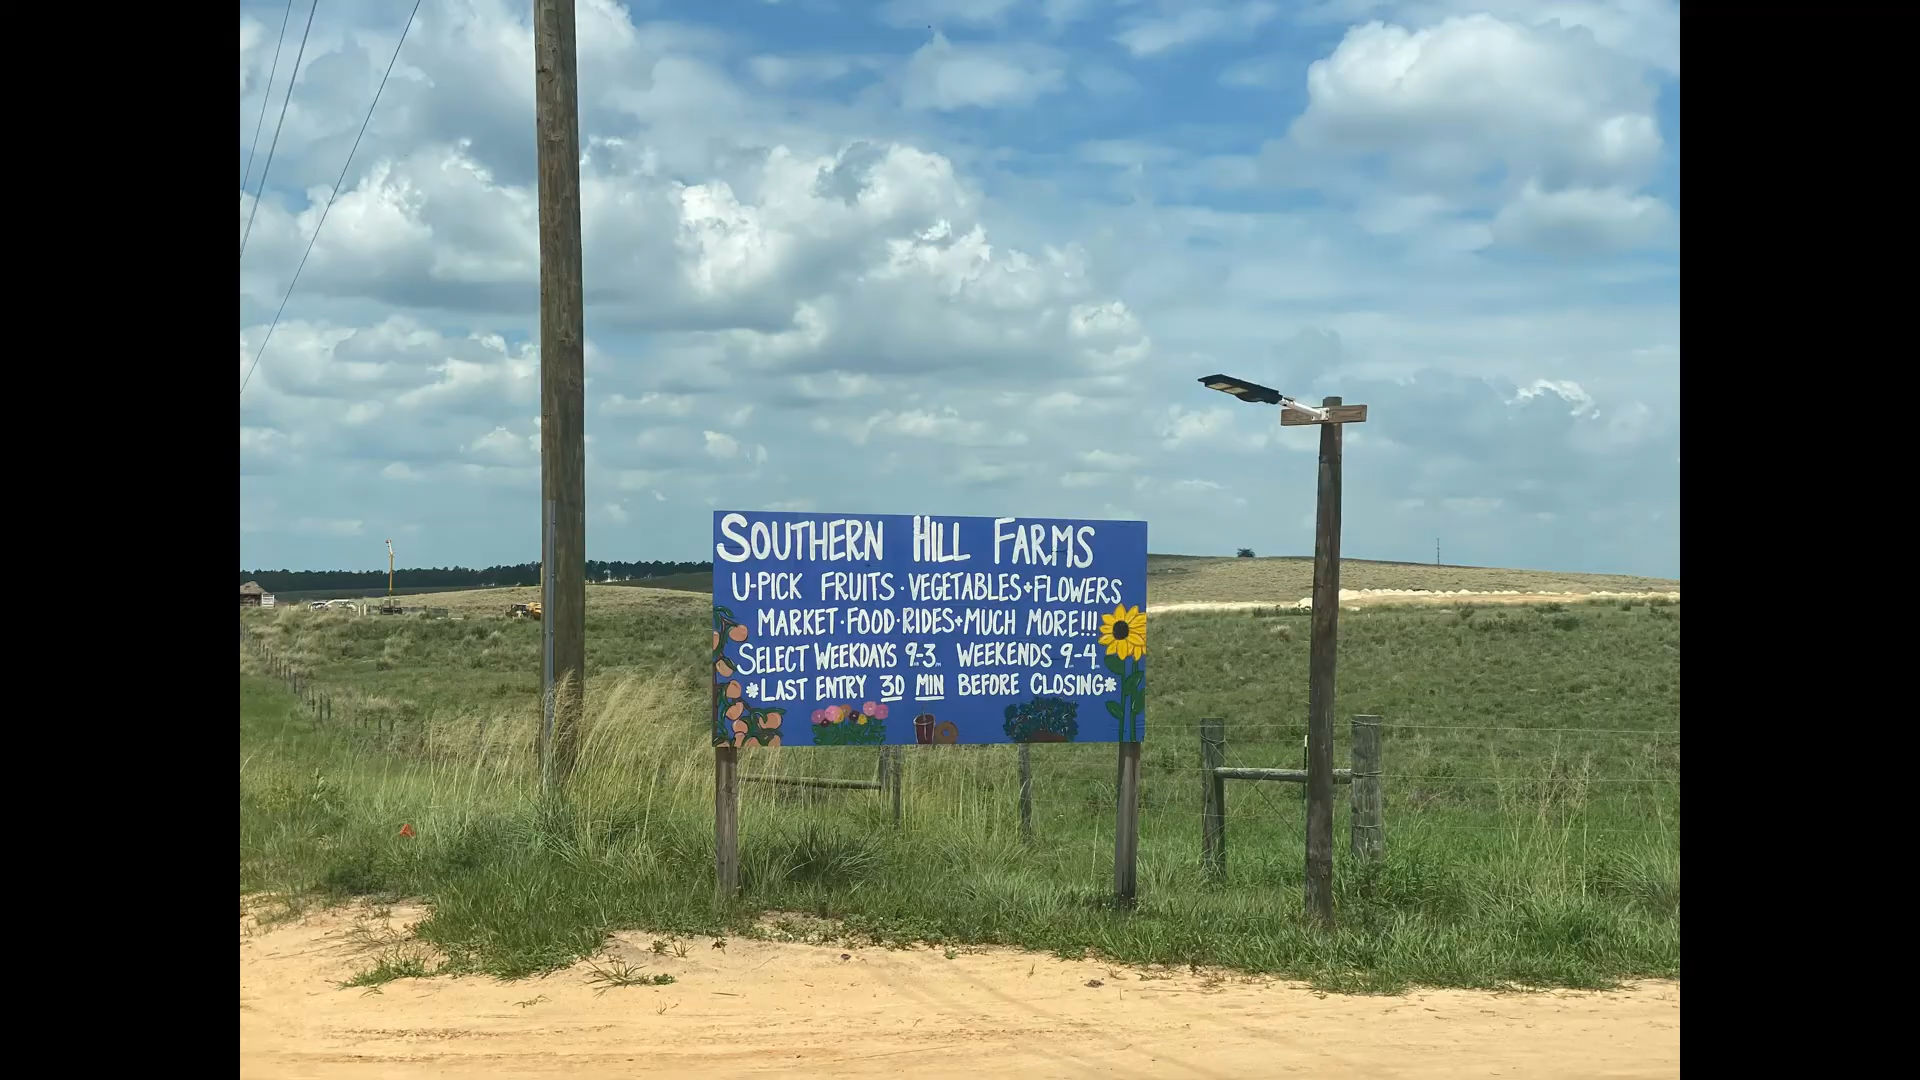 SOUTHERN HILL FARMS
U-PICK FRUITS · VEGETABLES + FLOWERS
MARKET · FOOD · RIDES + MUCH MORE!!!
SELECT WEEKDAYS 9-3 WEEKENDS 9-4
*LAST ENTRY 30 MIN BEFORE CLOSING*